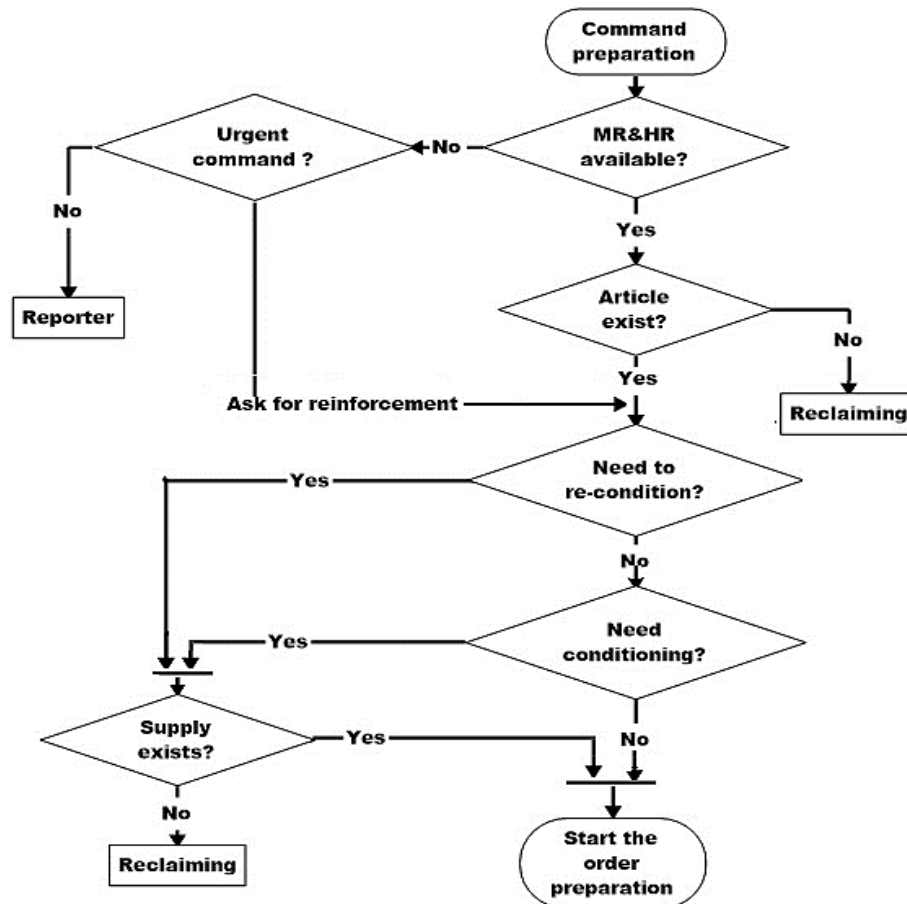 Command
preparation
Urgent
command ?
No
MR&HR
available?
No
Yes
Reporter
Article
exist?
No
Yes
Ask for reinforcement
Reclaiming
Need to
re-condition?
Yes
No
Need
conditioning?
Yes
Supply
exists?
Yes
No
No
Reclaiming
Start the
order
preparation